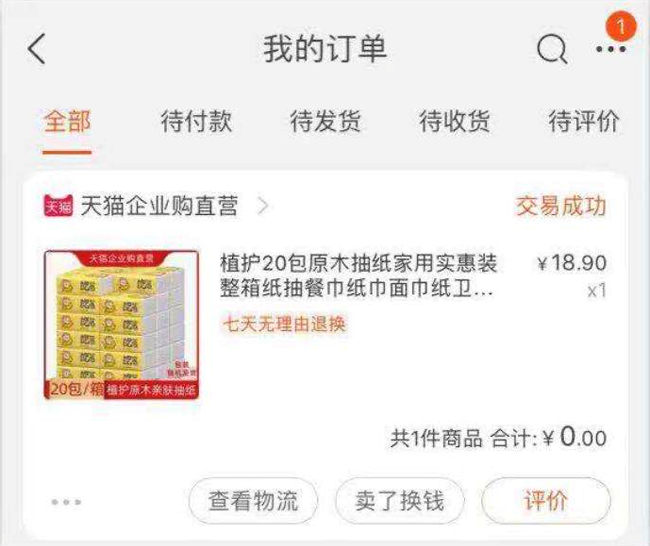 我的订单
1
全部 待付款 待发货 待收货 待评价
天猫 天猫企业购直营
交易成功
天猫企业购直营
20包/箱
植护原木亲肤抽纸
植护20包原木抽纸家用实惠装
整箱纸抽餐巾纸巾面巾纸卫...
¥18.90
x1
七天无理由退换
共1件商品 合计:¥0.00
查看物流 卖了换钱 评价